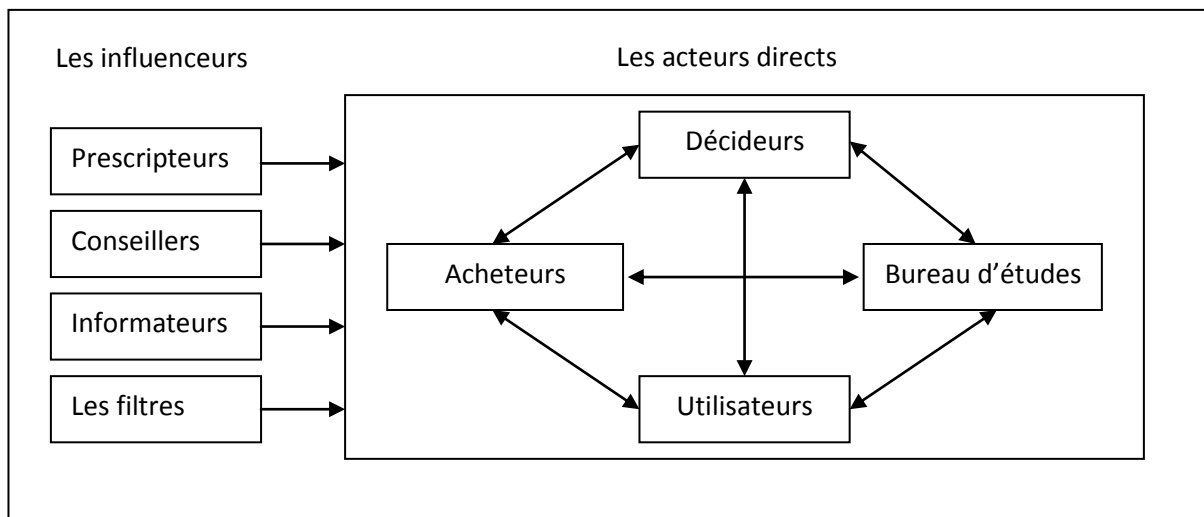 Les influenceurs
Les acteurs directs
Prescripteurs
Conseillers
Informateurs
Les filtres
Décideurs
Acheteurs
Bureau d’études
Utilisateurs